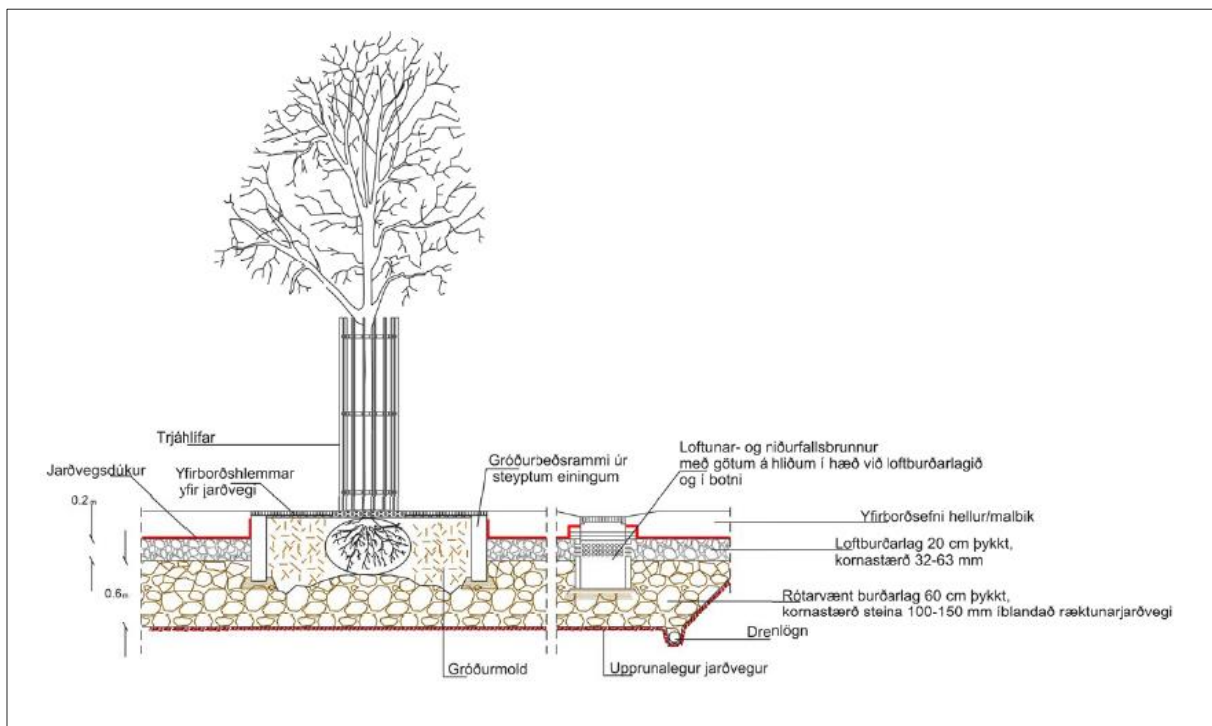 Trjáhlífar
Jarðvegsdúkur
Yfirborðshlemmar
yfir jarðvegi
Gróðurbeðsrammi úr
steyptum einingum
Loftunar- og niðurfallsbrunnur
með götum á hliðum í hæð við loftburðarlagið
og í botni
0.2m
Yfirborðsefni hellur/malbik
Loftburðarlag 20 cm þykkt,
kornastærð 32-63 mm
0.6m
Rótarvænt burðarlag 60 cm þykkt,
kornastærð steina 100-150 mm íblandað ræktunarjarðvegi
Drenlögn
Gróðurmold
Upprunalegur jarðvegur